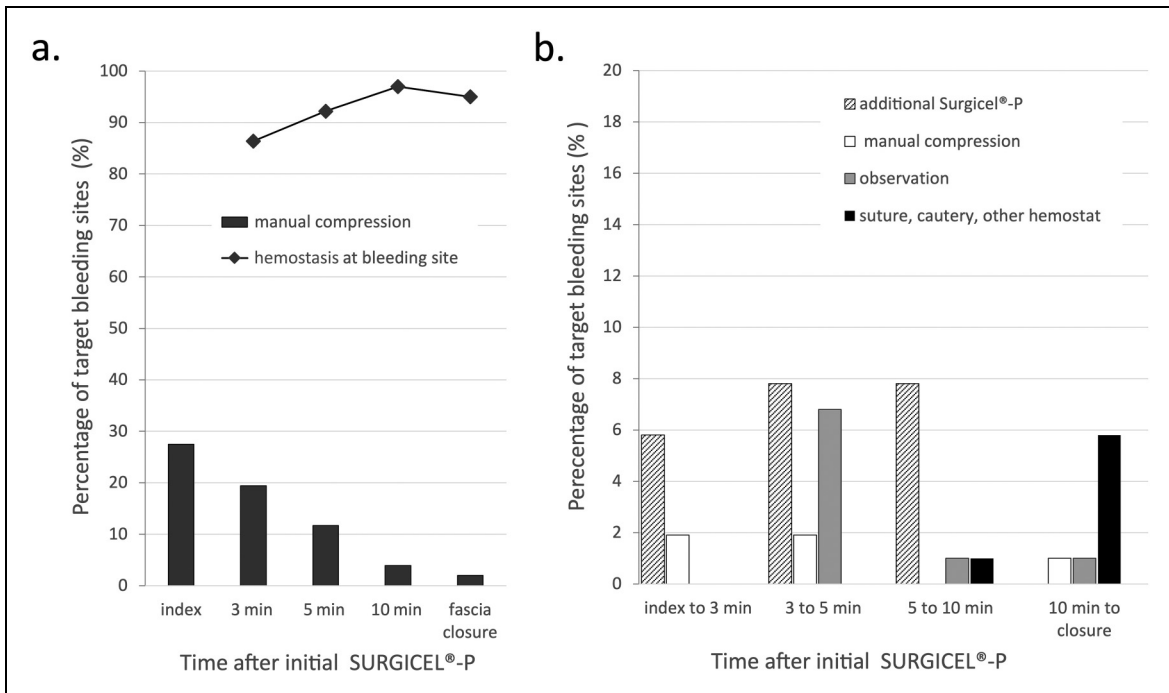 a.
Percentage of target bleeding sites (%)
100
90
80
70
60
50
40
30
20
10
0
manual compression
hemostasis at bleeding site
index
3 min
5 min
10 min
fascia
closure
Time after initial SURGICEL®-P
b.
Perecentage of target bleeding sites (% )
20
18
16
14
12
10
8
6
4
2
0
additional Surgicel®-P
manual compression
observation
suture, cautery, other hemostat
index to 3 min
3 to 5 min
5 to 10 min
10 min to
closure
Time after initial SURGICEL®-P